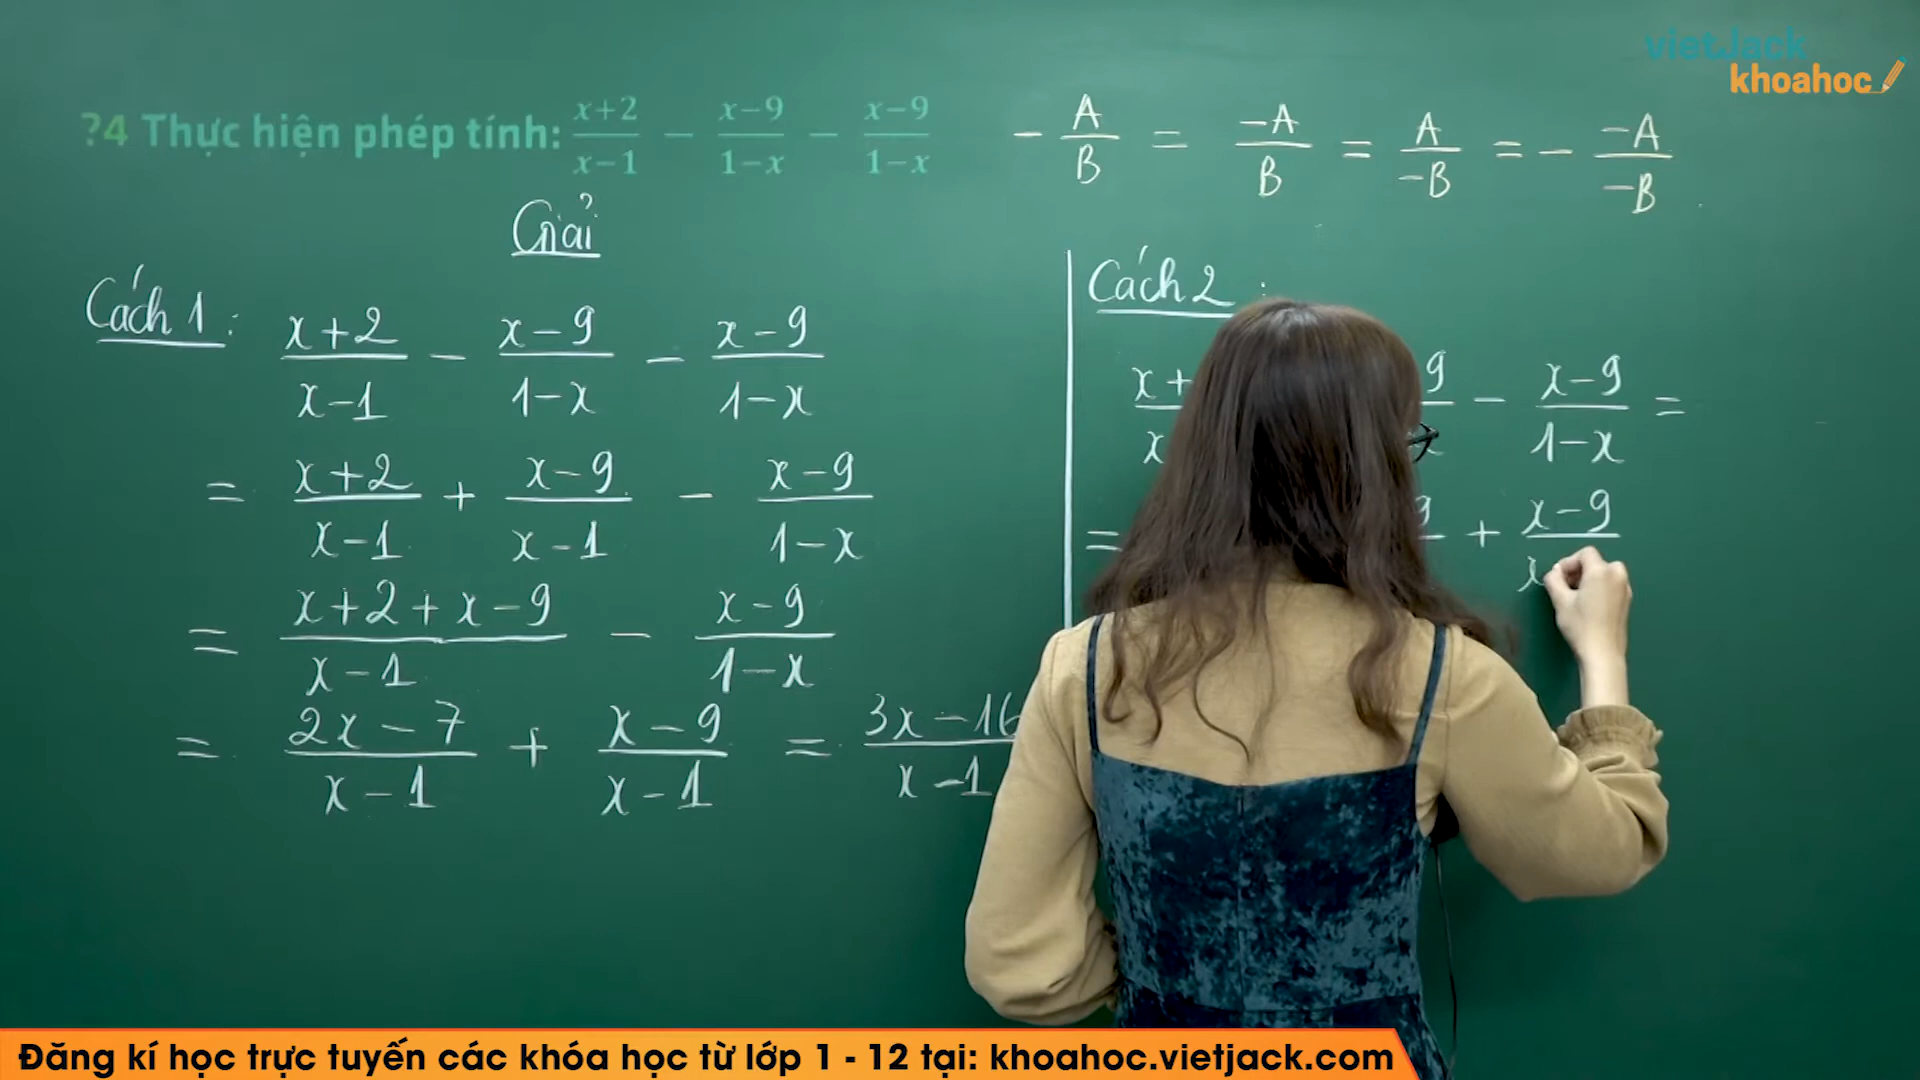 vietJack
khoahoc
?4 Thực hiện phép tính: x+2/x−1 − x−9/1−x − x−9/1−x
− A/B = −A/B = A/−B = − −A/−B
Giải
Cách 1:
x+2/x−1 − x−9/1−x − x−9/1−x
= x+2/x−1 + x−9/x−1 − x−9/1−x
= x+2+x−9/x−1 − x−9/1−x
= 2x−7/x−1 + x−9/x−1 = 3x−16/x−1
Cách 2:
x+ 9 − x−9/1−x =
= 9 + x−9/x
Đăng kí học trực tuyến các khóa học từ lớp 1 - 12 tại: khoahoc.vietjack.com